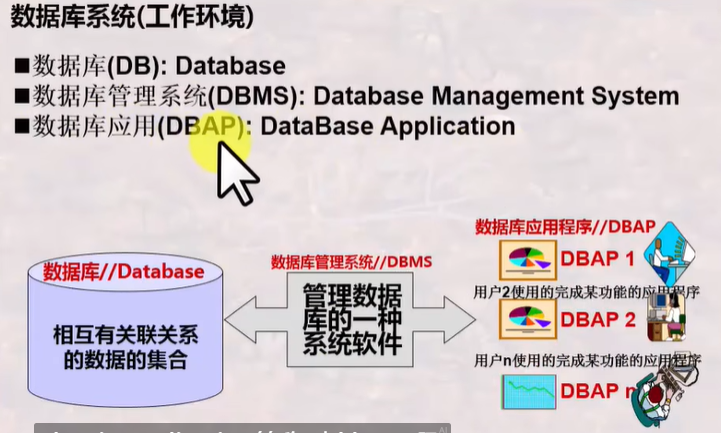 数据库系统(工作环境)
■数据库(DB): Database
■数据库管理系统(DBMS): Database Management System
■数据库应用(DBAP): DataBase Application
数据库应用程序//DBAP
数据库//Database
数据库管理系统//DBMS
DBAP 1
管理数据
库的一种
系统软件
用户2使用的完成某功能的应用程序
DBAP 2
相互有关联关系
的数据的集合
用户n使用的完成某功能的应用程序
DBAP n